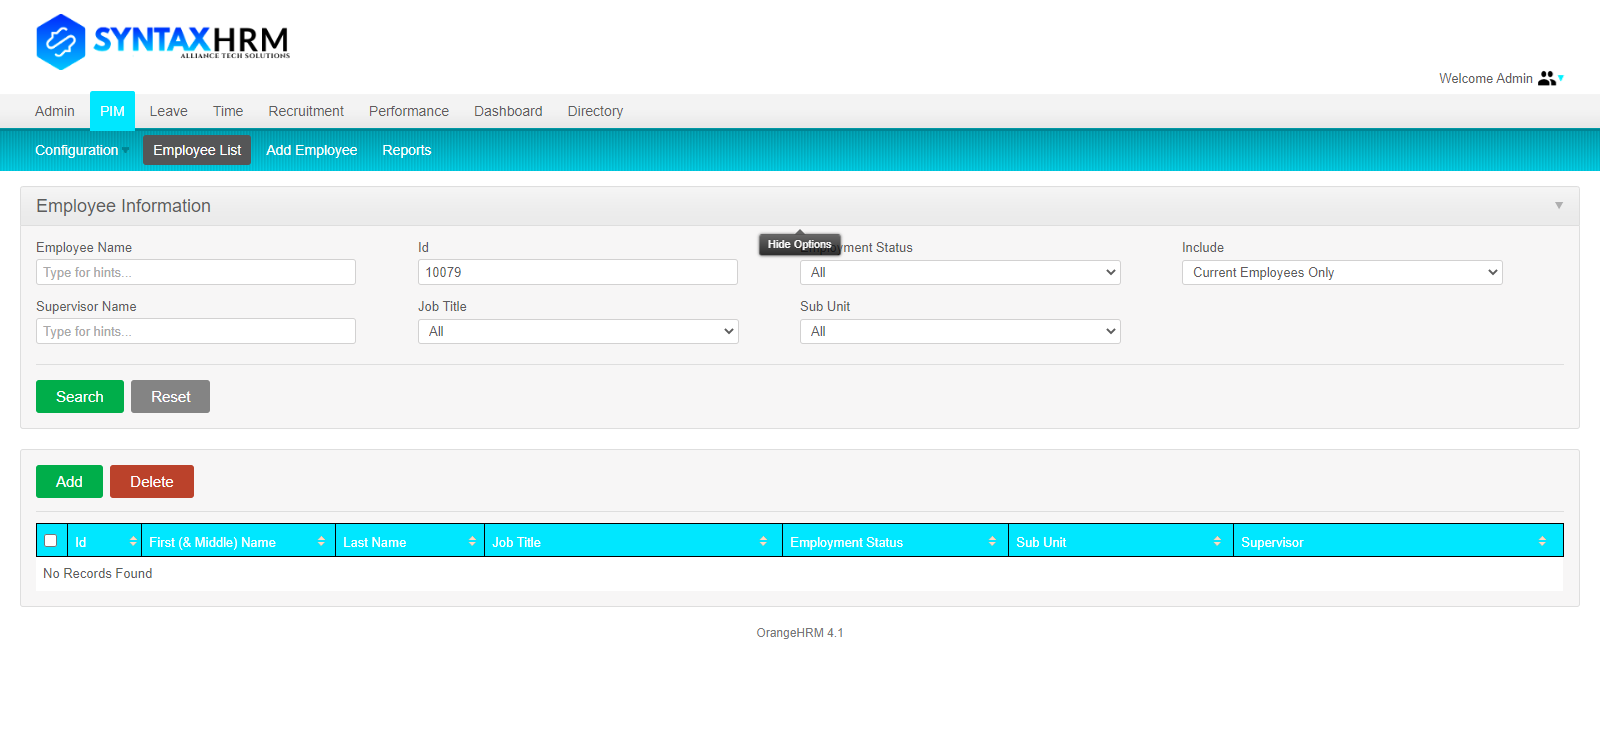 SYNTAXHRM
ALLIANCE TECH SOLUTIONS
Welcome Admin
Admin PIM Leave Time Recruitment Performance Dashboard Directory
Configuration Employee List Add Employee Reports
Employee Information
Hide Options
Employee Name Id yment Status Include
Type for hints... 10079 All Current Employees Only
Supervisor Name Job Title Sub Unit
Type for hints... All All
Search Reset
Add Delete
Id First (& Middle) Name Last Name Job Title Employment Status Sub Unit Supervisor
No Records Found
OrangeHRM 4.1